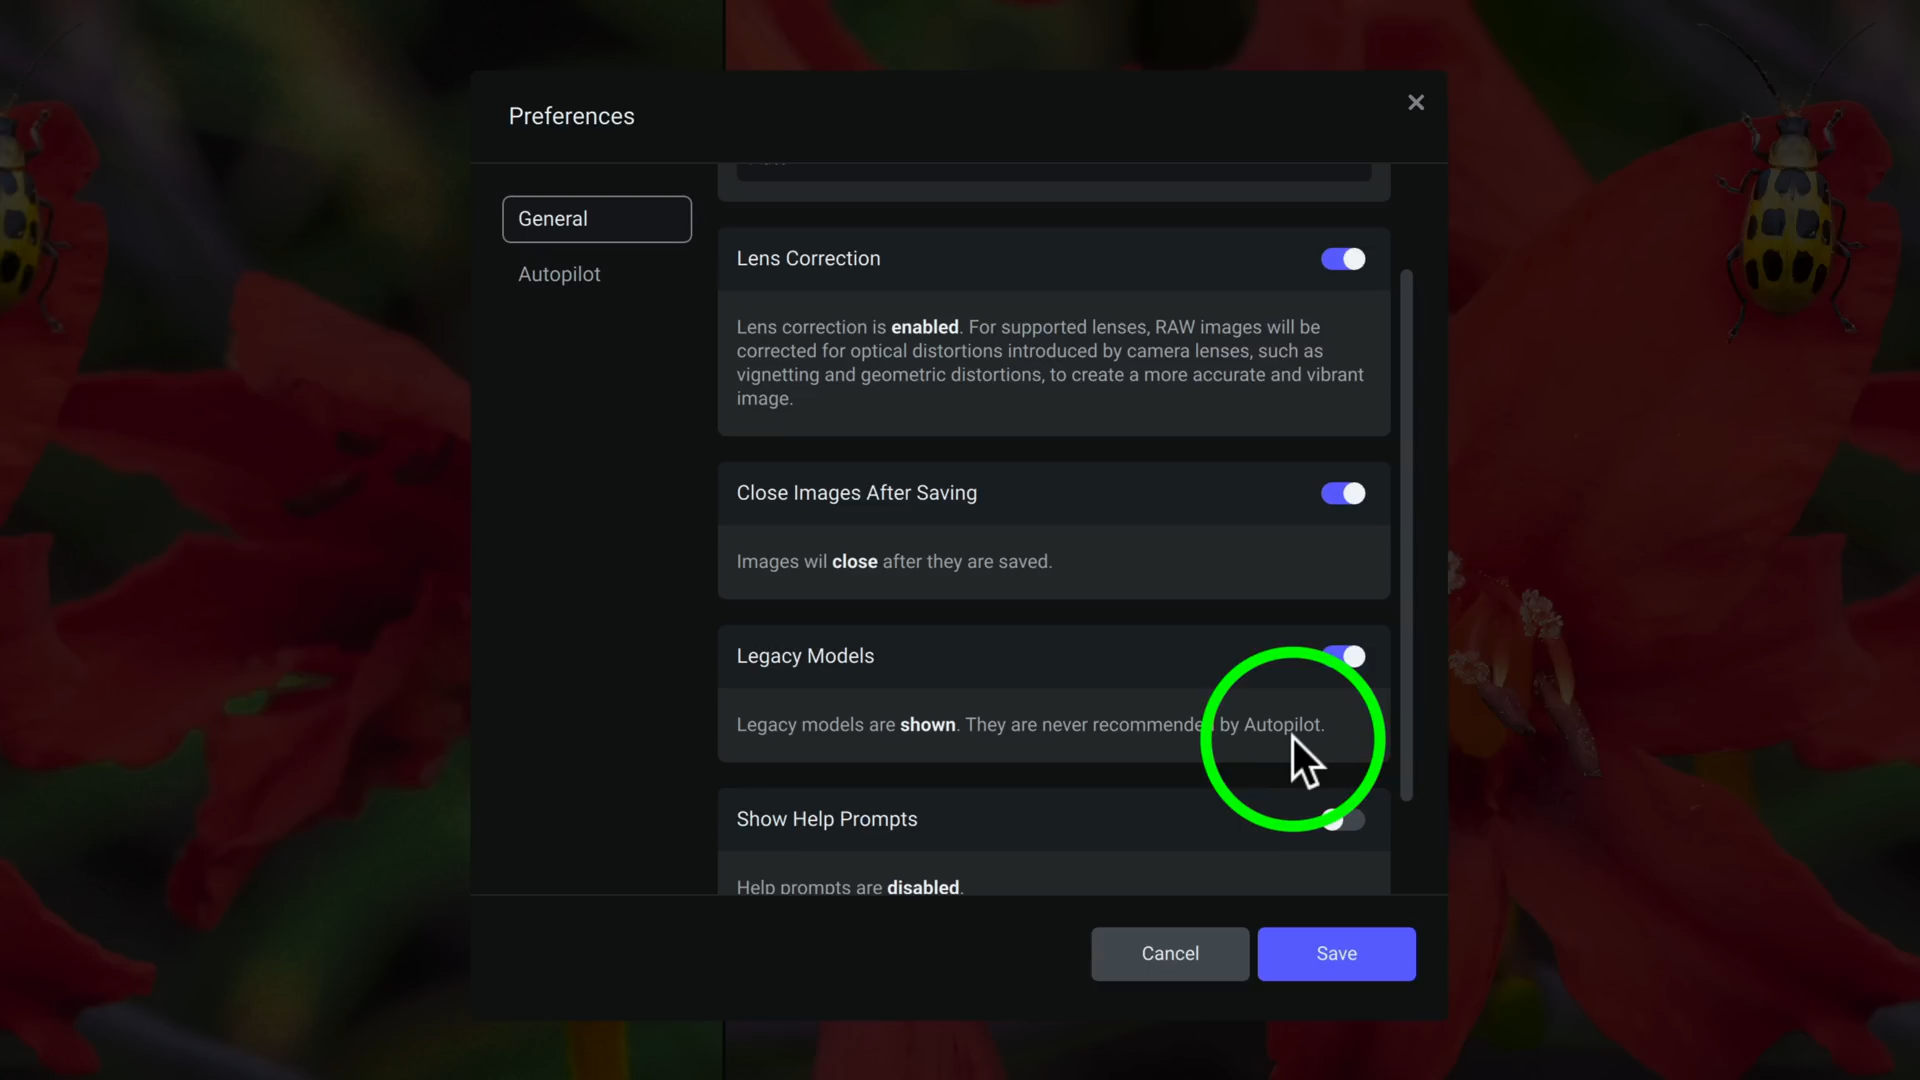 Preferences
General
Autopilot
Lens Correction
Lens correction is enabled. For supported lenses, RAW images will be
corrected for optical distortions introduced by camera lenses, such as
vignetting and geometric distortions, to create a more accurate and vibrant
image.
Close Images After Saving
Images wil close after they are saved.
Legacy Models
Legacy models are shown. They are never recommended by Autopilot.
Show Help Prompts
Help prompts are disabled.
Cancel
Save